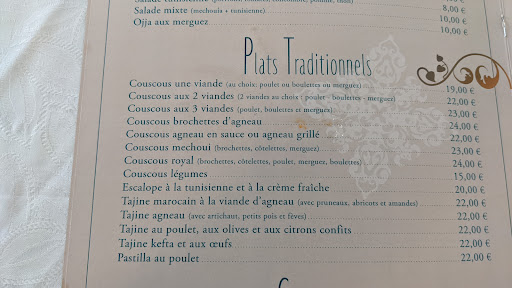 Salade mixte (mechouia + tunisienne) 8,00 €
Ojja aux merguez 10,00 €
10,00 €
Plats Traditionnels
Couscous une viande (au choix: poulet ou boulettes ou merguez) 19,00 €
Couscous aux 2 viandes (2 viandes au choix : poulet - boulettes - merguez) 22,00 €
Couscous aux 3 viandes (poulet, boulettes et merguez) 23,00 €
Couscous brochettes d'agneau 24,00 €
Couscous agneau en sauce ou agneau grillé 22,00 €
Couscous mechoui (brochettes, côtelettes, merguez) 23,00 €
Couscous royal (brochettes, côtelettes, poulet, merguez, boulettes) 24,00 €
Couscous légumes 15,00 €
Escalope à la tunisienne et à la crème fraîche 20,00 €
Tajine marocain à la viande d'agneau (avec pruneaux, abricots et amandes) 22,00 €
Tajine agneau (avec artichaut, petits pois et fèves) 22,00 €
Tajine au poulet, aux olives et aux citrons confits 22,00 €
Tajine kefta et aux œufs 22,00 €
Pastilla au poulet 22,00 €